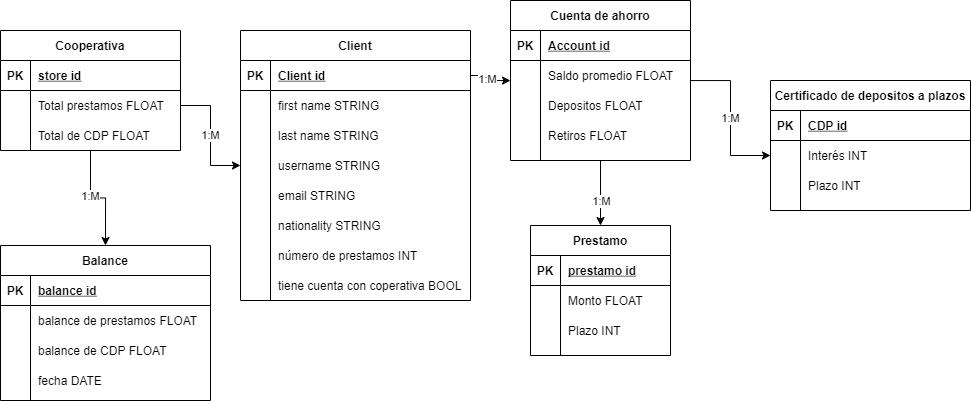 Cooperativa
PK store id
Total prestamos FLOAT
Total de CDP FLOAT
1:M
1:M
Balance
PK balance id
balance de prestamos FLOAT
balance de CDP FLOAT
fecha DATE
Client
PK Client id
first name STRING
last name STRING
username STRING
email STRING
nationality STRING
número de prestamos INT
tiene cuenta con coperativa BOOL
1:M
Cuenta de ahorro
PK Account id
Saldo promedio FLOAT
Depositos FLOAT
Retiros FLOAT
1:M
1:M
Prestamo
PK prestamo id
Monto FLOAT
Plazo INT
Certificado de depositos a plazos
PK CDP id
Interés INT
Plazo INT